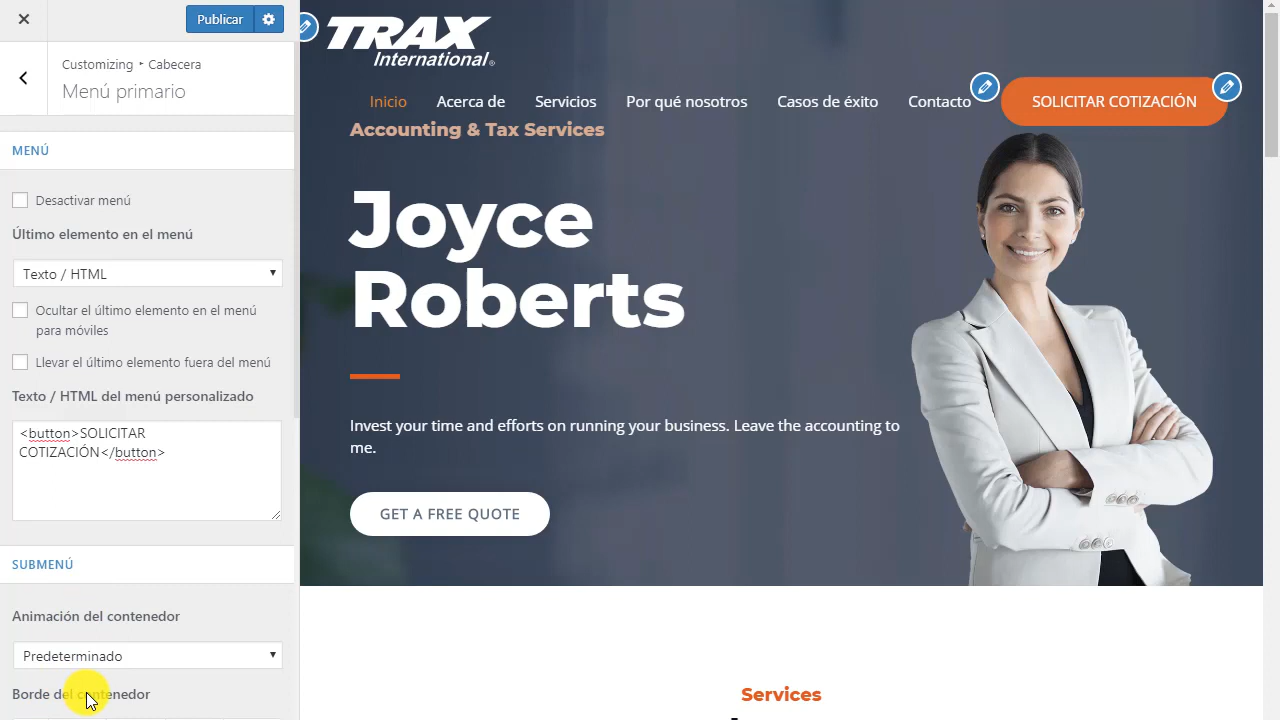 Publicar
Customizing ‣ Cabecera
Menú primario
MENÚ
Desactivar menú
Último elemento en el menú
Texto / HTML
Ocultar el último elemento en el menú
para móviles
Llevar el último elemento fuera del menú
Texto / HTML del menú personalizado
<button>SOLICITAR
COTIZACIÓN</button>
SUBMENÚ
Animación del contenedor
Predeterminado
Borde del contenedor
TRAX
International®
Inicio Acerca de Servicios Por qué nosotros Casos de éxito Contacto SOLICITAR COTIZACIÓN
Accounting & Tax Services
Joyce
Roberts
Invest your time and efforts on running your business. Leave the accounting to
me.
GET A FREE QUOTE
Services